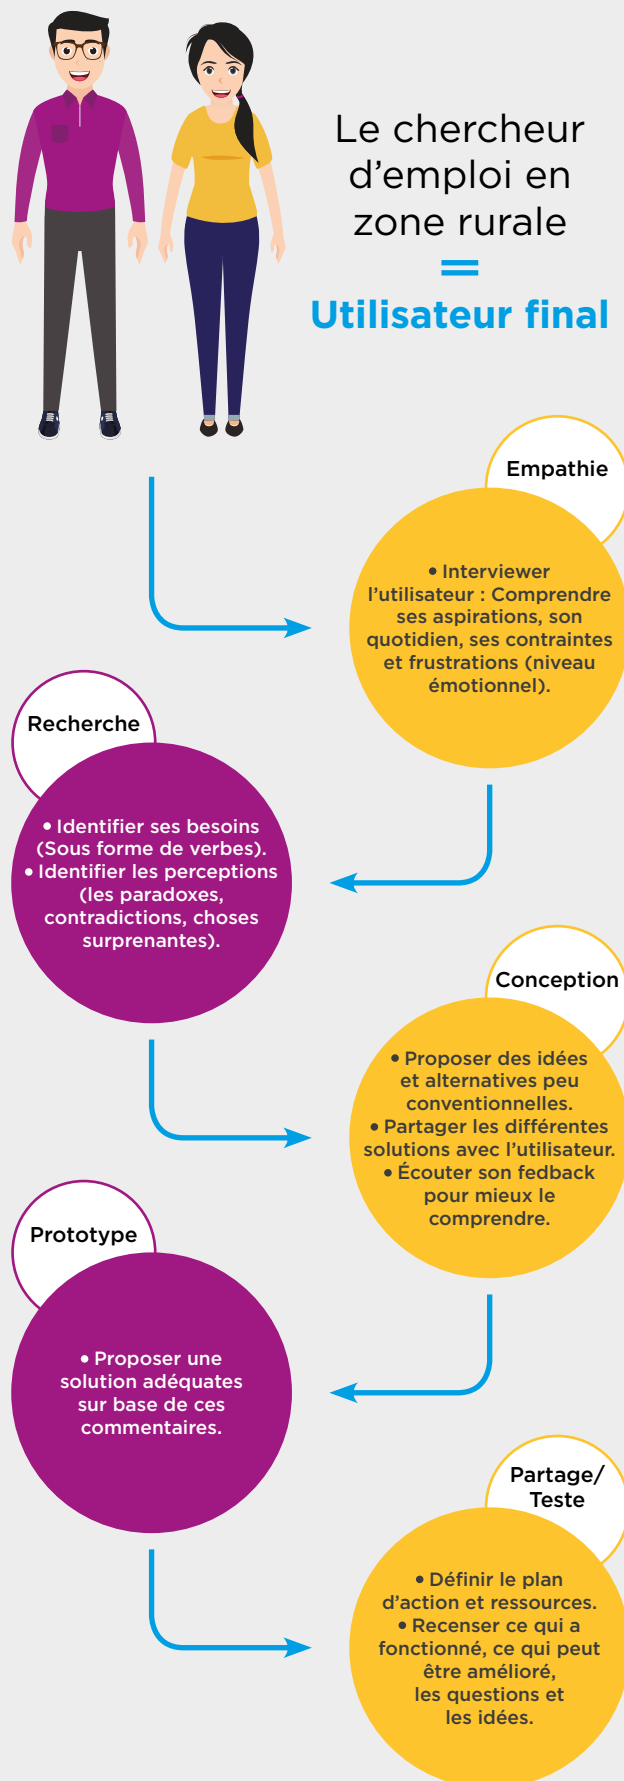 Le chercheur
d'emploi en
zone rurale
=
Utilisateur final
Empathie
• Interviewer
l'utilisateur : Comprendre
ses aspirations, son
quotidien, ses contraintes
et frustrations (niveau
émotionnel).
Recherche
• Identifier ses besoins
(Sous forme de verbes).
• Identifier les perceptions
(les paradoxes,
contradictions, choses
surprenantes).
Conception
• Proposer des idées
et alternatives peu
conventionnelles.
• Partager les différentes
solutions avec l'utilisateur.
• Écouter son fedback
pour mieux le
comprendre.
Prototype
• Proposer une
solution adéquates
sur base de ces
commentaires.
Partage/
Teste
• Définir le plan
d'action et ressources.
• Recenser ce qui a
fonctionné, ce qui peut
être amélioré,
les questions et
les idées.